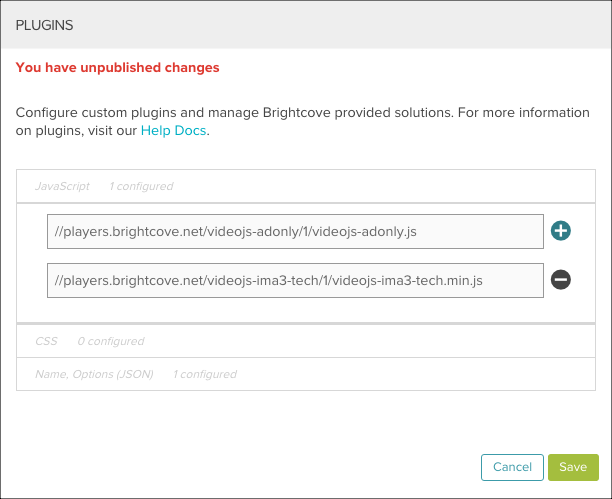 PLUGINS
You have unpublished changes
Configure custom plugins and manage Brightcove provided solutions. For more information
on plugins, visit our Help Docs.
JavaScript 1 configured
//players.brightcove.net/videojs-adonly/1/videojs-adonly.js
//players.brightcove.net/videojs-ima3-tech/1/videojs-ima3-tech.min.js
CSS 0 configured
Name, Options (JSON) 1 configured
Cancel Save